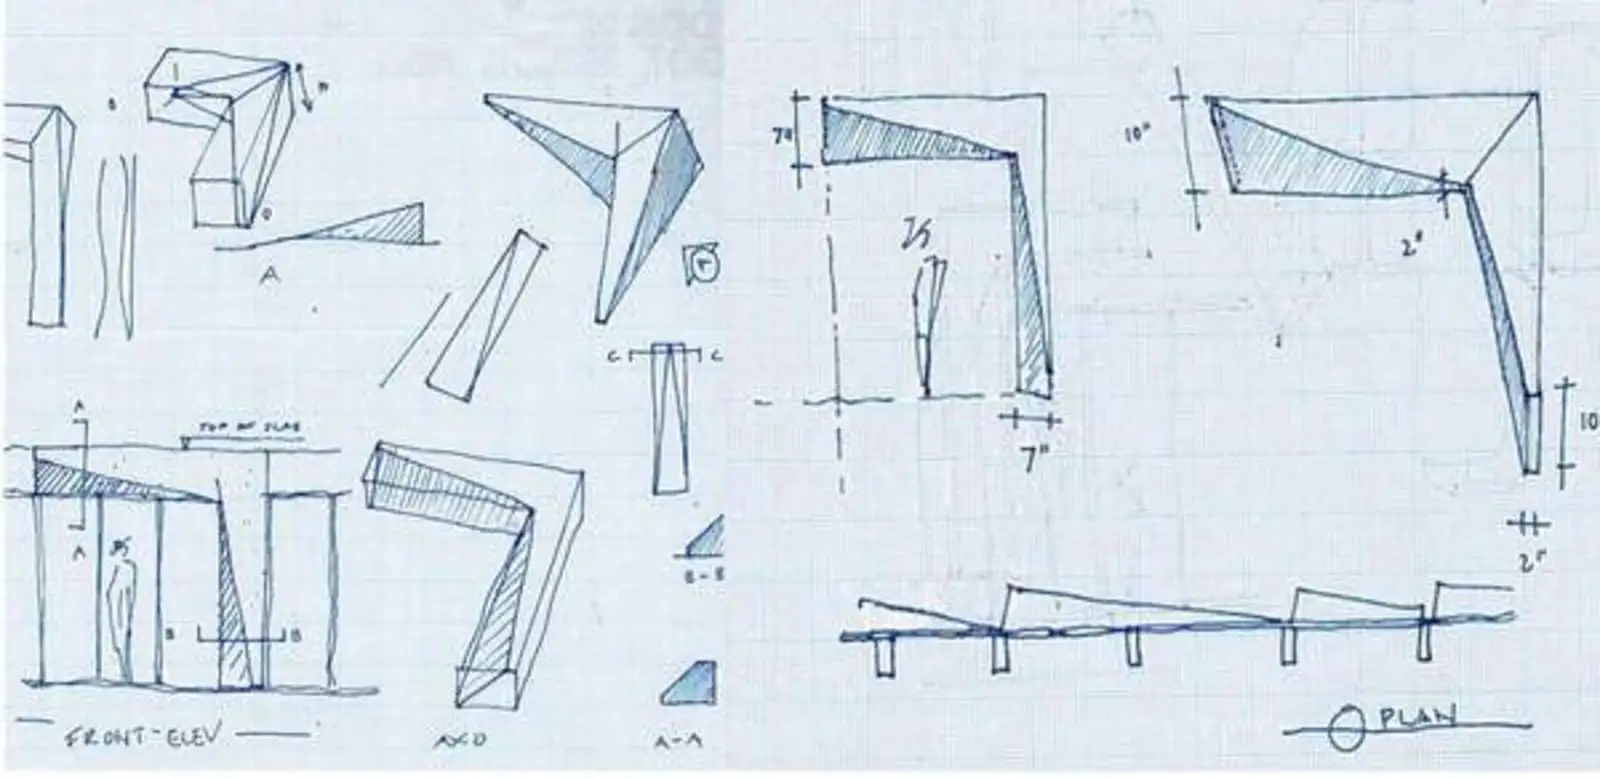 A
C
C
A
TOP OF SLAB
A
B
B
B-B
FRONT-ELEV
AXO
A-A
7"
7"
10"
2"
10
2"
PLAN